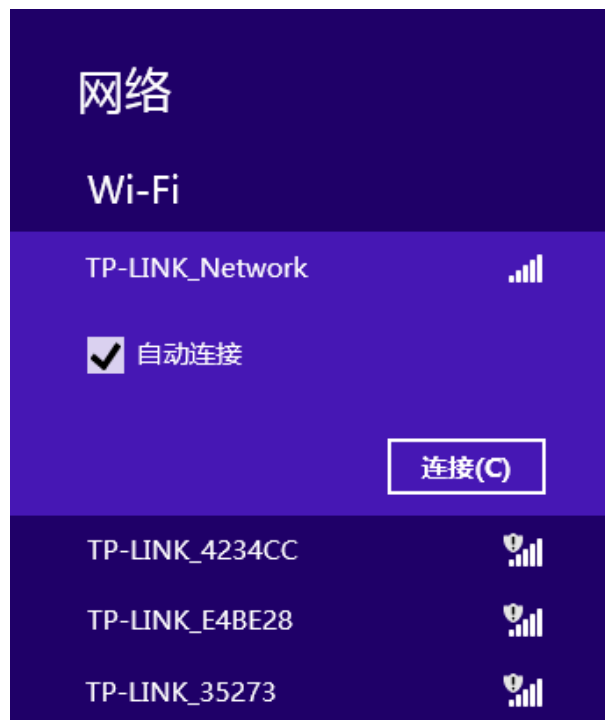 网络
Wi-Fi
TP-LINK_Network
自动连接
连接(C)
TP-LINK_4234CC
TP-LINK_E4BE28
TP-LINK_35273